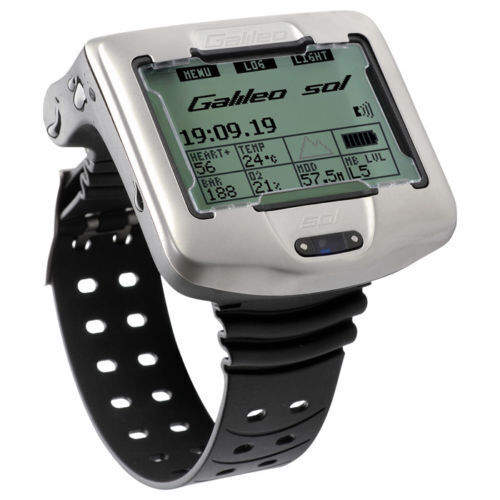 Galileo
MENU LOG LIGHT
Galileo sol
19:09.19
HEART+ TEMP
56 24°C MOD MB LVL
BAR O2 57.5m L5
188 21%
sol